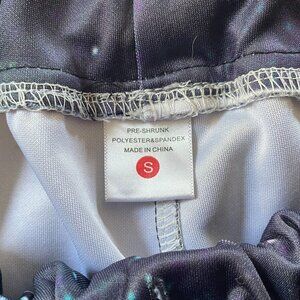 PRE-SHRUNK
POLYESTER&SPANDEX
MADE IN CHINA
S